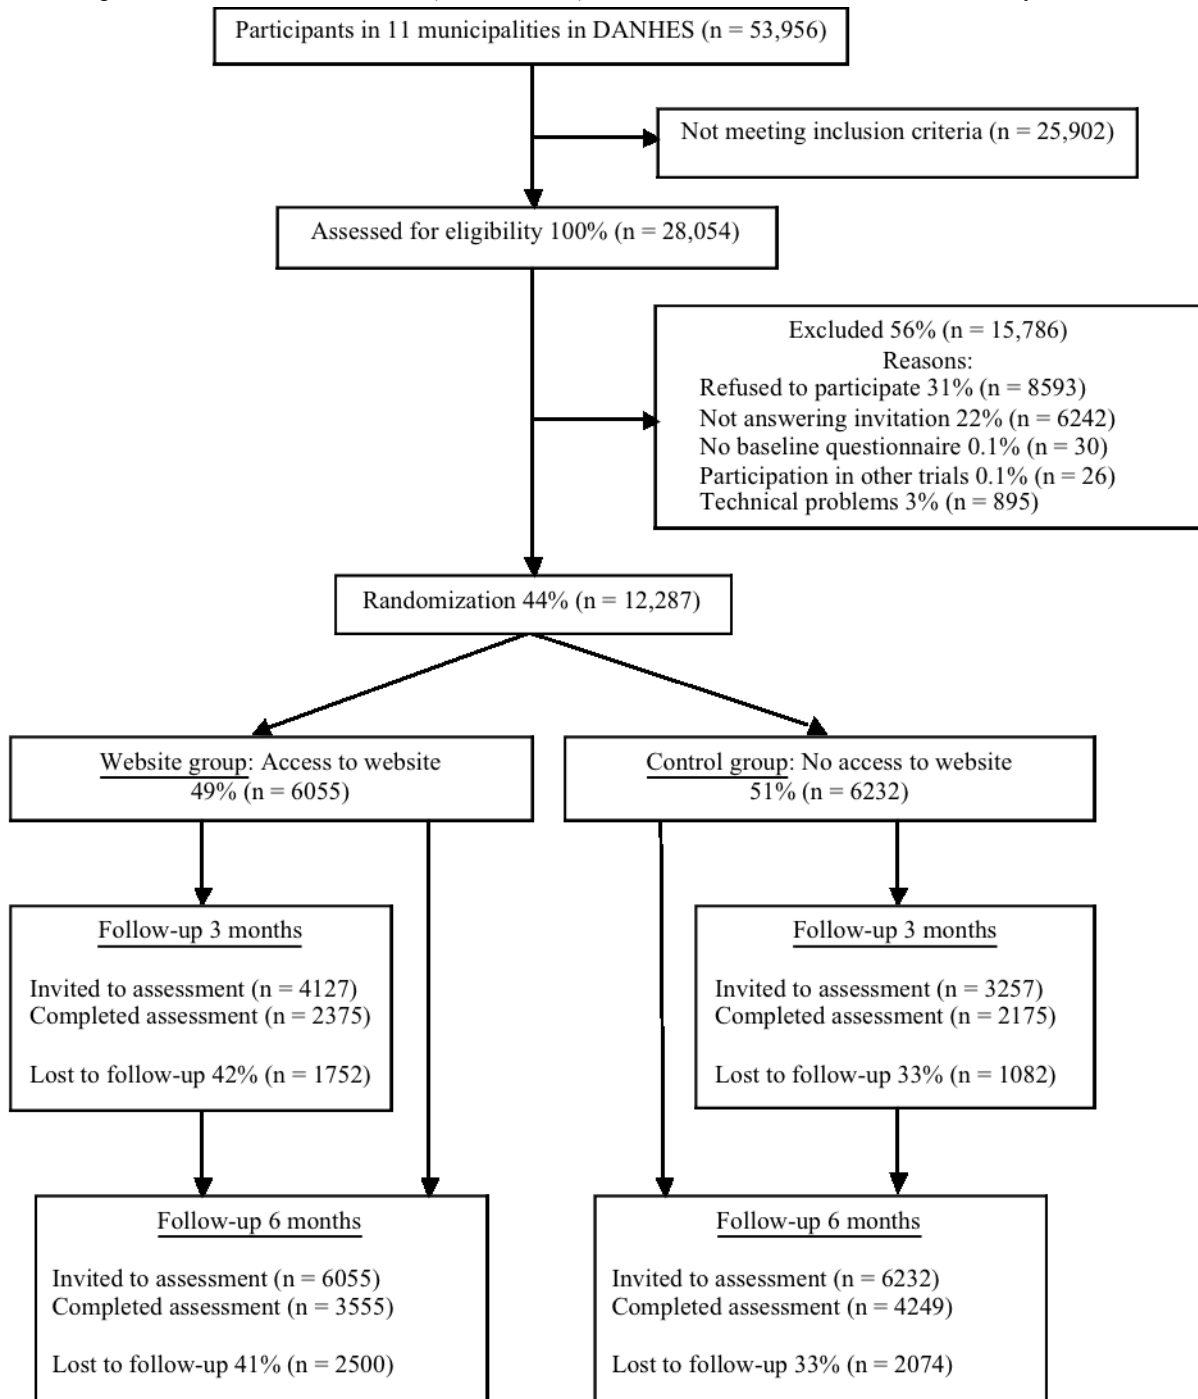 Participants in 11 municipalities in DANHES (n = 53,956)
Not meeting inclusion criteria (n = 25,902)
Assessed for eligibility 100% (n = 28,054)
Excluded 56% (n = 15,786)
Reasons:
Refused to participate 31% (n = 8593)
Not answering invitation 22% (n = 6242)
No baseline questionnaire 0.1% (n = 30)
Participation in other trials 0.1% (n = 26)
Technical problems 3% (n = 895)
Randomization 44% (n = 12,287)
Website group: Access to website
49% (n = 6055)
Control group: No access to website
51% (n = 6232)
Follow-up 3 months
Invited to assessment (n = 4127)
Completed assessment (n = 2375)
Lost to follow-up 42% (n = 1752)
Follow-up 3 months
Invited to assessment (n = 3257)
Completed assessment (n = 2175)
Lost to follow-up 33% (n = 1082)
Follow-up 6 months
Invited to assessment (n = 6055)
Completed assessment (n = 3555)
Lost to follow-up 41% (n = 2500)
Follow-up 6 months
Invited to assessment (n = 6232)
Completed assessment (n = 4249)
Lost to follow-up 33% (n = 2074)